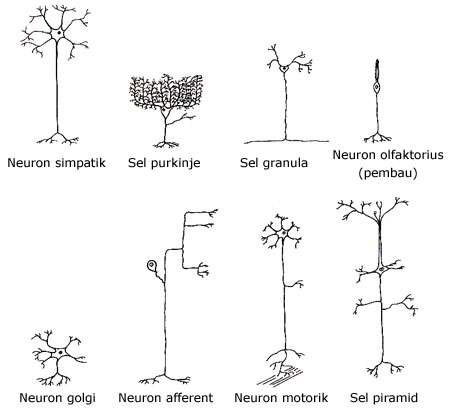 Neuron simpatik
Sel purkinje
Sel granula
Neuron olfaktorius
(pembau)
Neuron golgi
Neuron afferent
Neuron motorik
Sel piramid